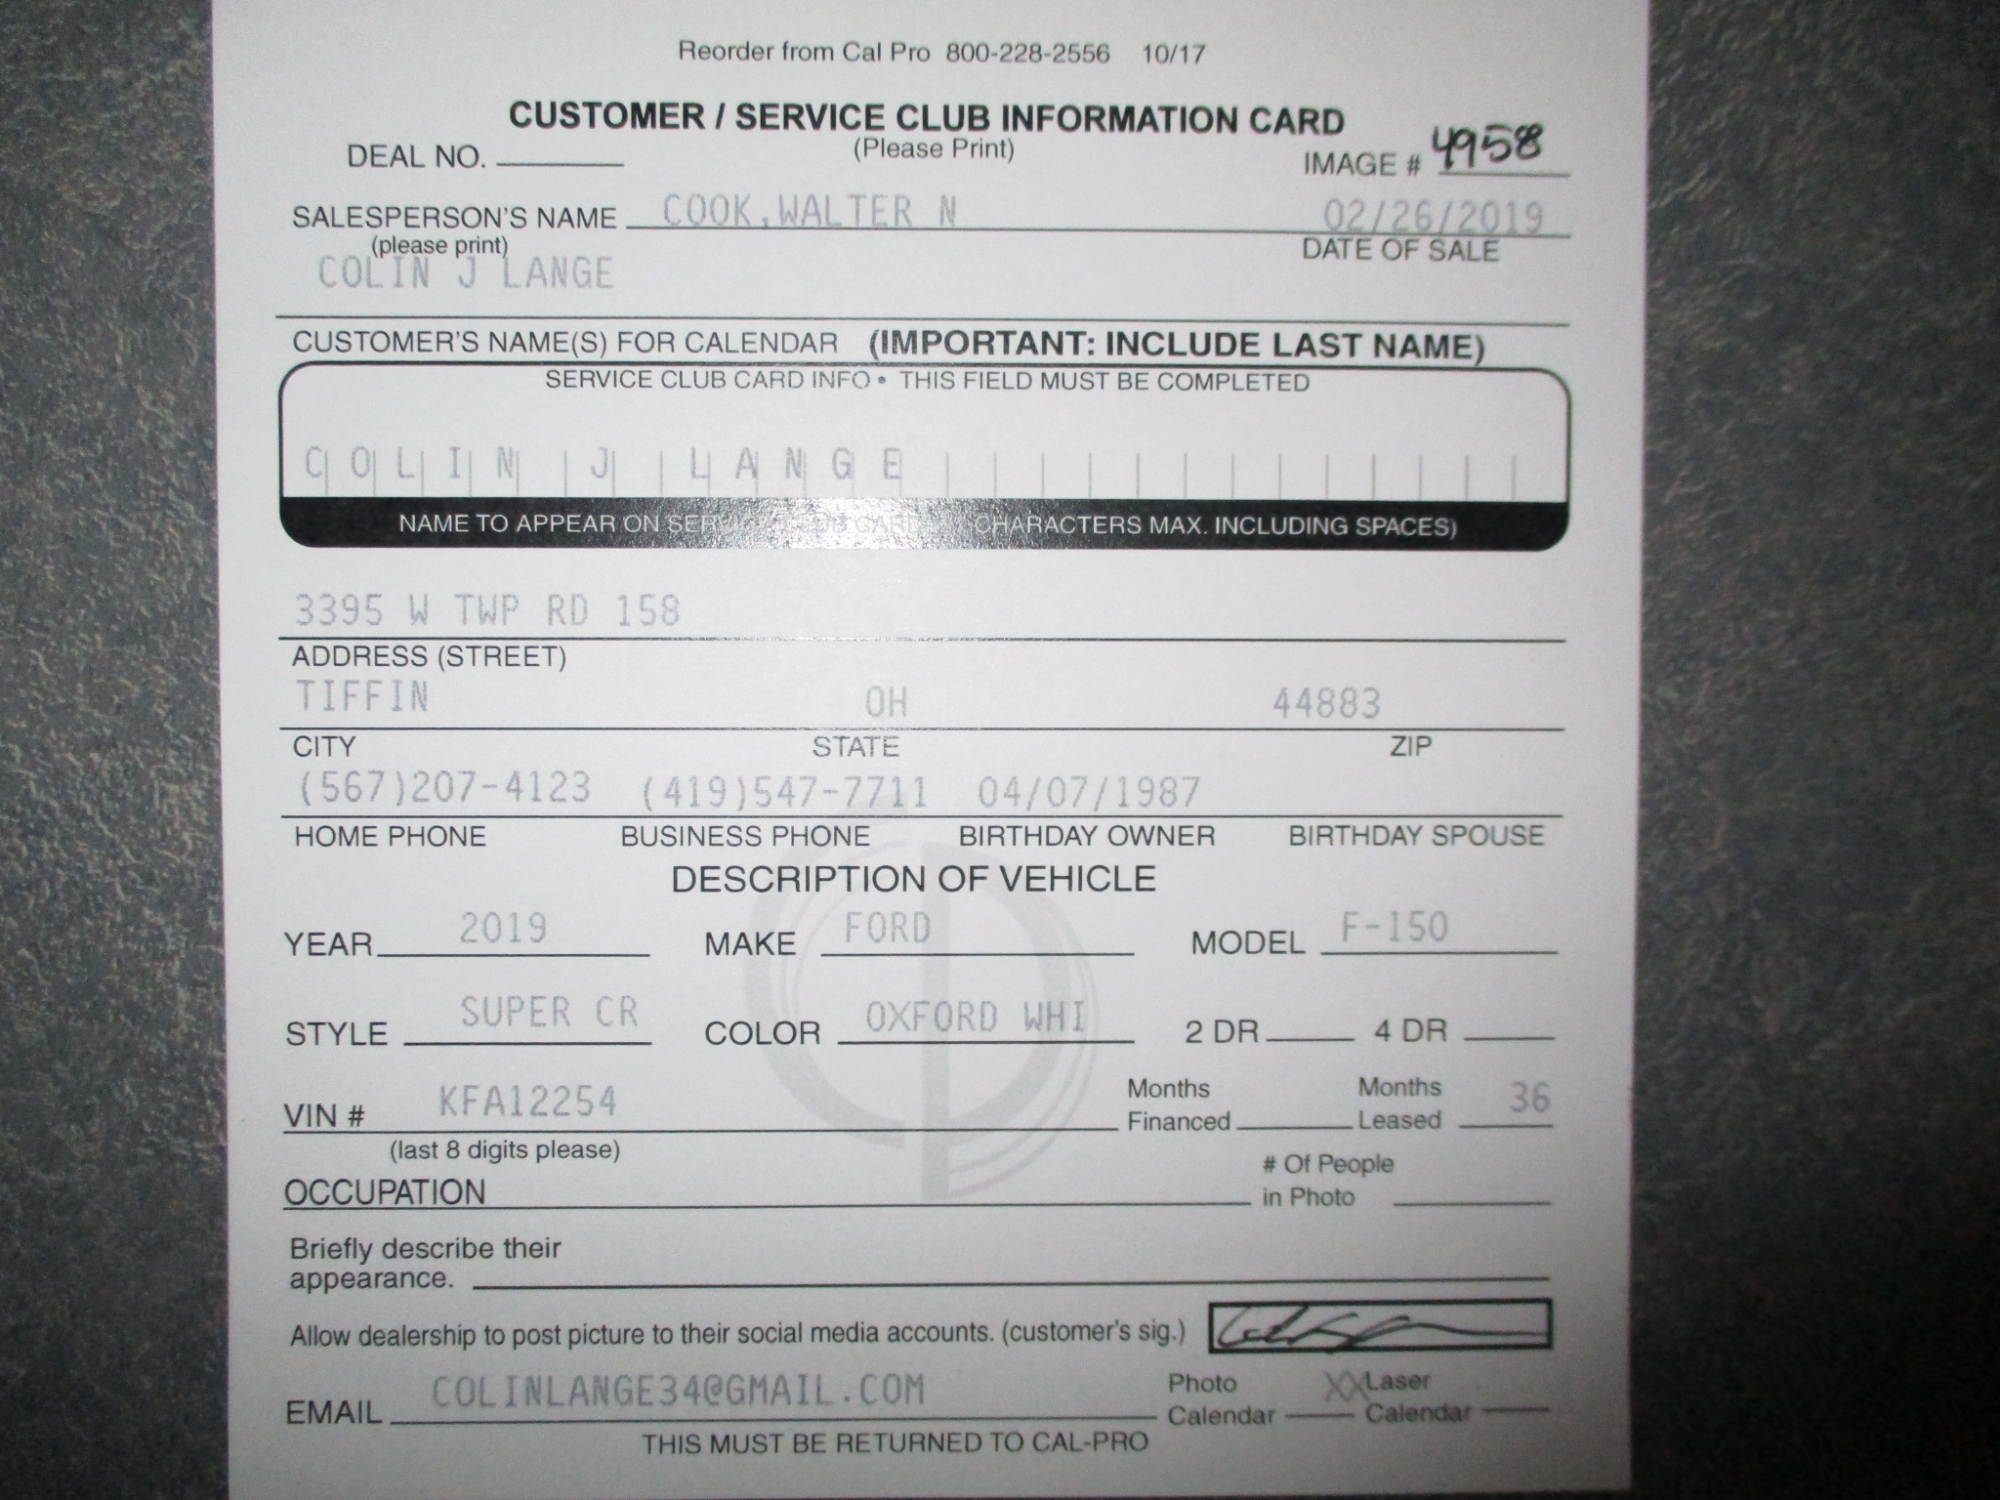 Reorder from Cal Pro 800-228-2556 10/17
CUSTOMER / SERVICE CLUB INFORMATION CARD
DEAL NO. (Please Print) IMAGE # 4958
SALESPERSON'S NAME COOK,WALTER N 02/26/2019
(please print) DATE OF SALE
COLIN J LANGE
CUSTOMER'S NAME(S) FOR CALENDAR (IMPORTANT: INCLUDE LAST NAME)
SERVICE CLUB CARD INFO • THIS FIELD MUST BE COMPLETED
COLIN J LANGE
NAME TO APPEAR ON CHARACTERS MAX. INCLUDING SPACES)
3395 W TWP RD 158
ADDRESS (STREET)
TIFFIN OH 44883
CITY STATE ZIP
(567)207-4123 (419)547-7711 04/07/1987
HOME PHONE BUSINESS PHONE BIRTHDAY OWNER BIRTHDAY SPOUSE
DESCRIPTION OF VEHICLE
YEAR 2019 MAKE FORD MODEL F-150
STYLE SUPER CR COLOR OXFORD WHI 2 DR 4 DR
VIN # KFA12254 Months Financed Months Leased 36
(last 8 digits please)
OCCUPATION # Of People in Photo
Briefly describe their
appearance.
Allow dealership to post picture to their social media accounts. (customer's sig.)
EMAIL COLINLANGE34@GMAIL.COM Photo Calendar XX Laser Calendar
THIS MUST BE RETURNED TO CAL-PRO